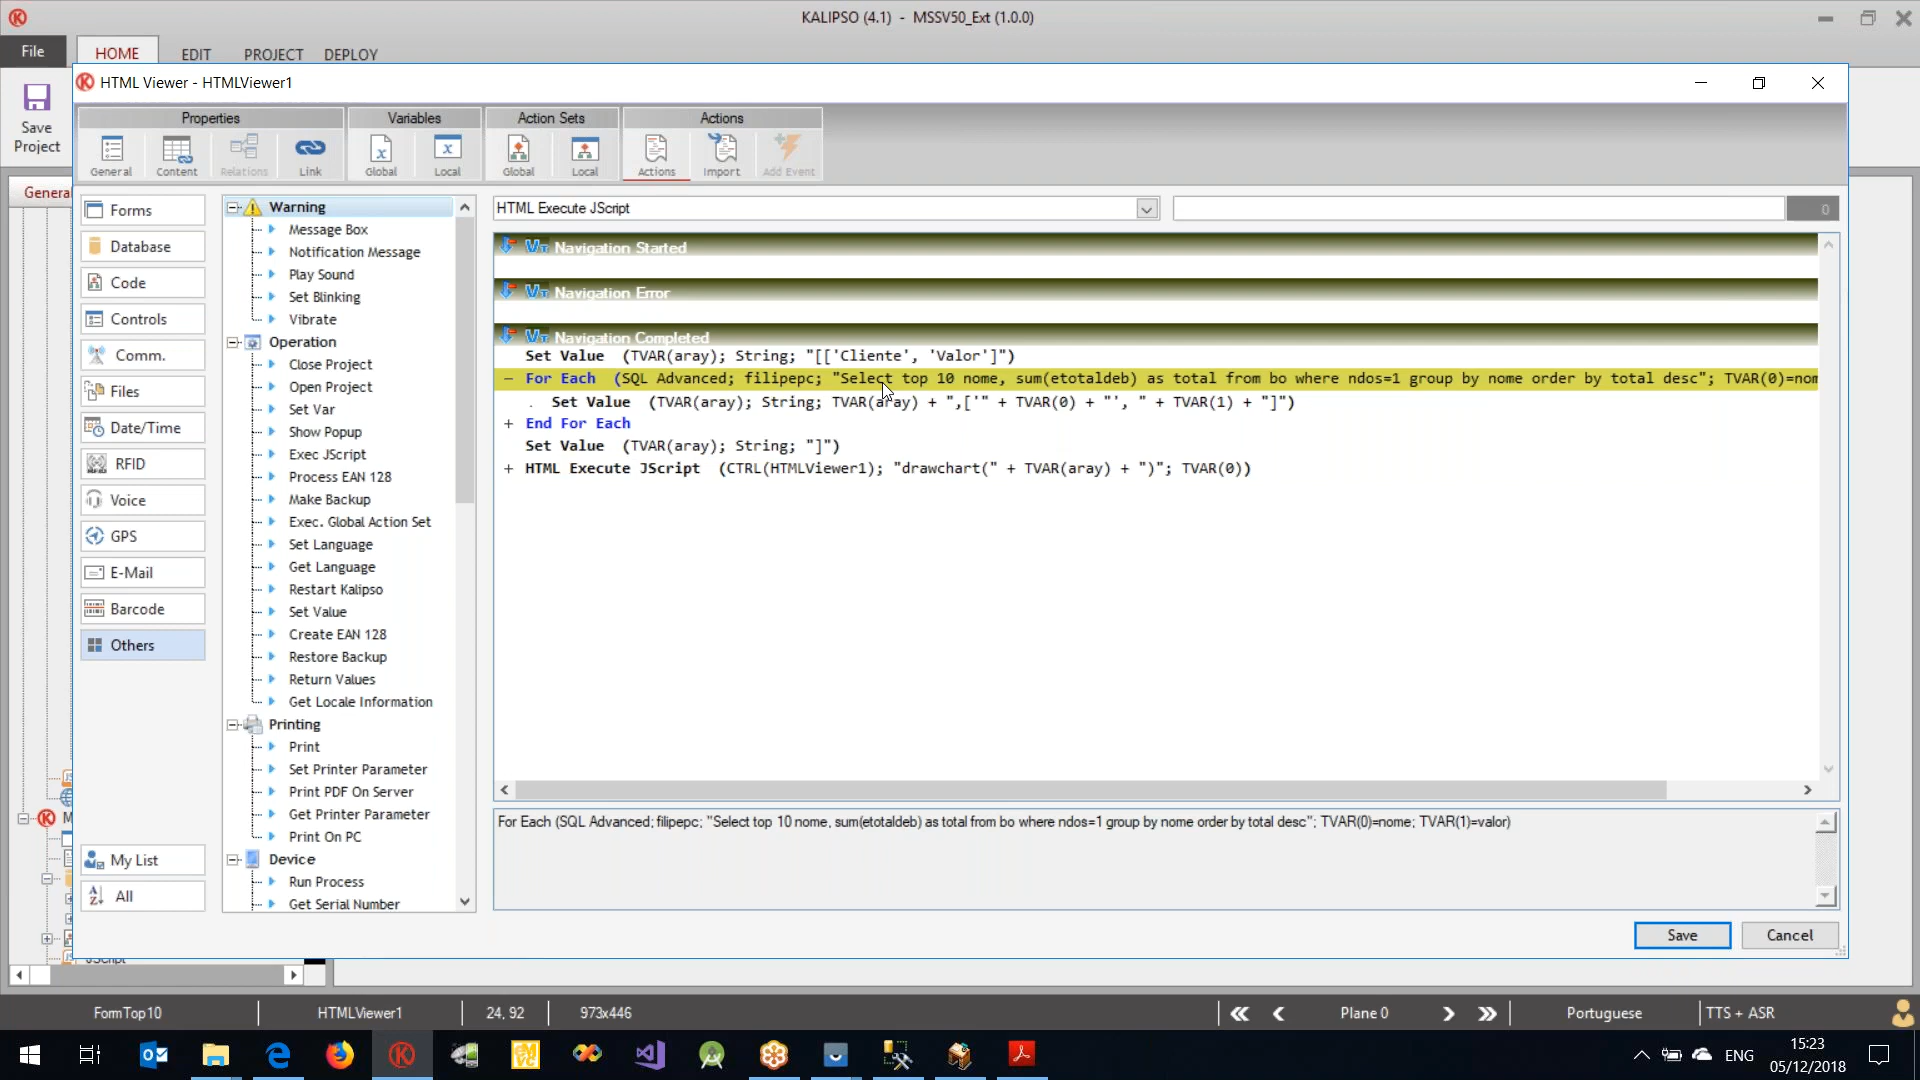 KALIPSO (4.1) - MSSV50_Ext (1.0.0)
File
HOME
EDIT
PROJECT
DEPLOY
HTML Viewer - HTMLViewer1
Save
Project
Properties
Variables
Action Sets
Actions
General
Content
Relations
Link
Global
Local
Global
Local
Actions
Import
Add Event
Genera
Forms
Database
Code
Controls
Comm.
Files
Date/Time
RFID
Voice
GPS
E-Mail
Barcode
Others
My List
All
Warning
Message Box
Notification Message
Play Sound
Set Blinking
Vibrate
Operation
Close Project
Open Project
Set Var
Show Popup
Exec JScript
Process EAN 128
Make Backup
Exec. Global Action Set
Set Language
Get Language
Restart Kalipso
Set Value
Create EAN 128
Restore Backup
Return Values
Get Locale Information
Printing
Print
Set Printer Parameter
Print PDF On Server
Get Printer Parameter
Print On PC
Device
Run Process
Get Serial Number
HTML Execute JScript
0
Navigation Started
Navigation Error
Navigation Completed
Set Value (TVAR(aray); String; "[['Cliente', 'Valor']")
For Each (SQL Advanced; filipepc; "Select top 10 nome, sum(etotaldeb) as total from bo where ndos=1 group by nome order by total desc"; TVAR(0)=nom
Set Value (TVAR(aray); String; TVAR(aray) + ",['" + TVAR(0) + "', " + TVAR(1) + "]")
End For Each
Set Value (TVAR(aray); String; "]")
HTML Execute JScript (CTRL(HTMLViewer1); "drawchart(" + TVAR(aray) + ")"; TVAR(0))
For Each (SQL Advanced; filipepc; "Select top 10 nome, sum(etotaldeb) as total from bo where ndos=1 group by nome order by total desc"; TVAR(0)=nome; TVAR(1)=valor)
Save
Cancel
M
JScript
FormTop10
HTMLViewer1
24, 92
973x446
Plane 0
Portuguese
TTS + ASR
ENG
15:23
05/12/2018